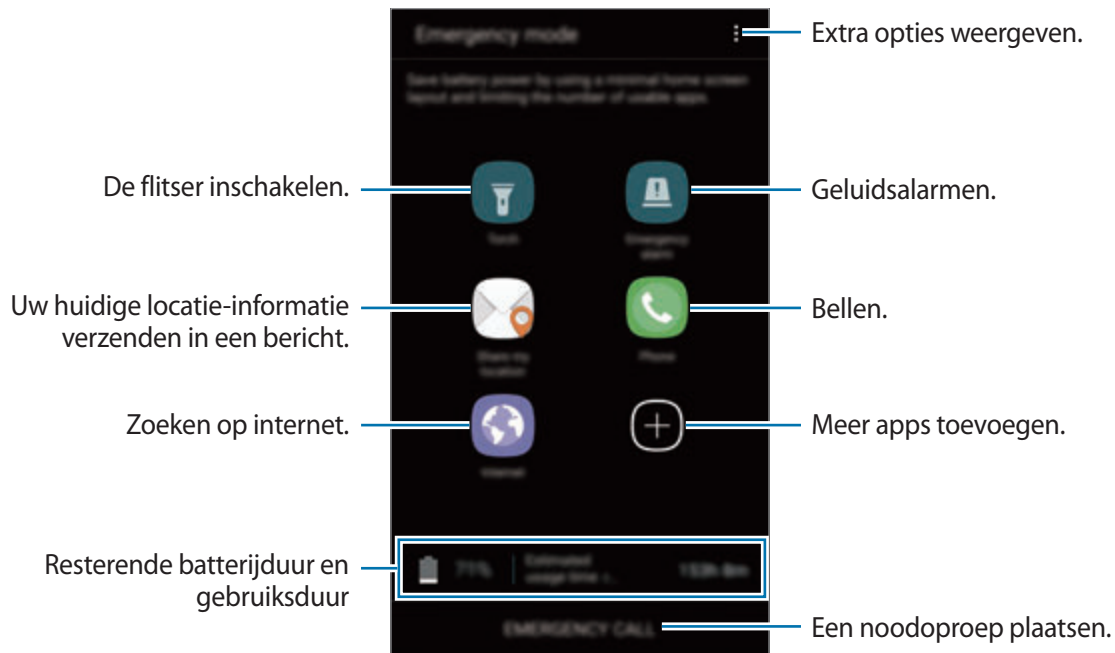 Emergency mode
Extra opties weergeven.
Save battery power by using a minimal home screen
layout and limiting the number of usable apps.
De flitser inschakelen.
Geluidsalarmen.
Torch
Emergency
alarm
Uw huidige locatie-informatie
verzenden in een bericht.
Bellen.
Share my
location
Phone
Zoeken op internet.
Meer apps toevoegen.
Internet
Resterende batterijduur en
gebruiksduur
Estimated
usage time
EMERGENCY CALL
Een noodoproep plaatsen.